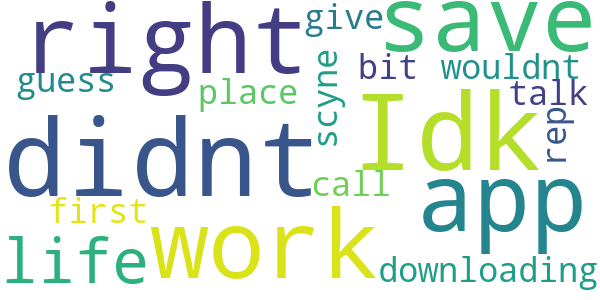 right give save
guess place scyne bit wouldnt
talk
didnt Idk rep
first call app
life work downloading